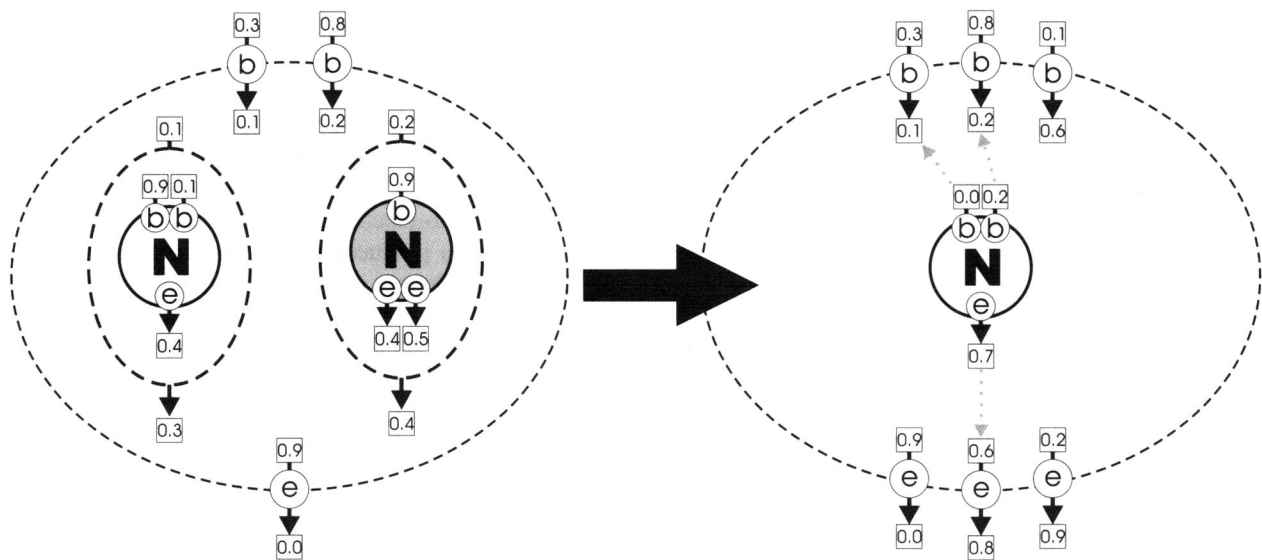 0.3 0.8
b b
0.1 0.2
0.1 0.2
0.9 0.1 0.9
b b b
N N
e e e
0.4 0.4 0.5
0.3 0.4
0.9
e
0.0
0.3 0.8 0.1
b b b
0.1 0.2 0.6
0.0 0.2
b b
N
e
0.7
0.9 0.6 0.2
e e e
0.0 0.8 0.9